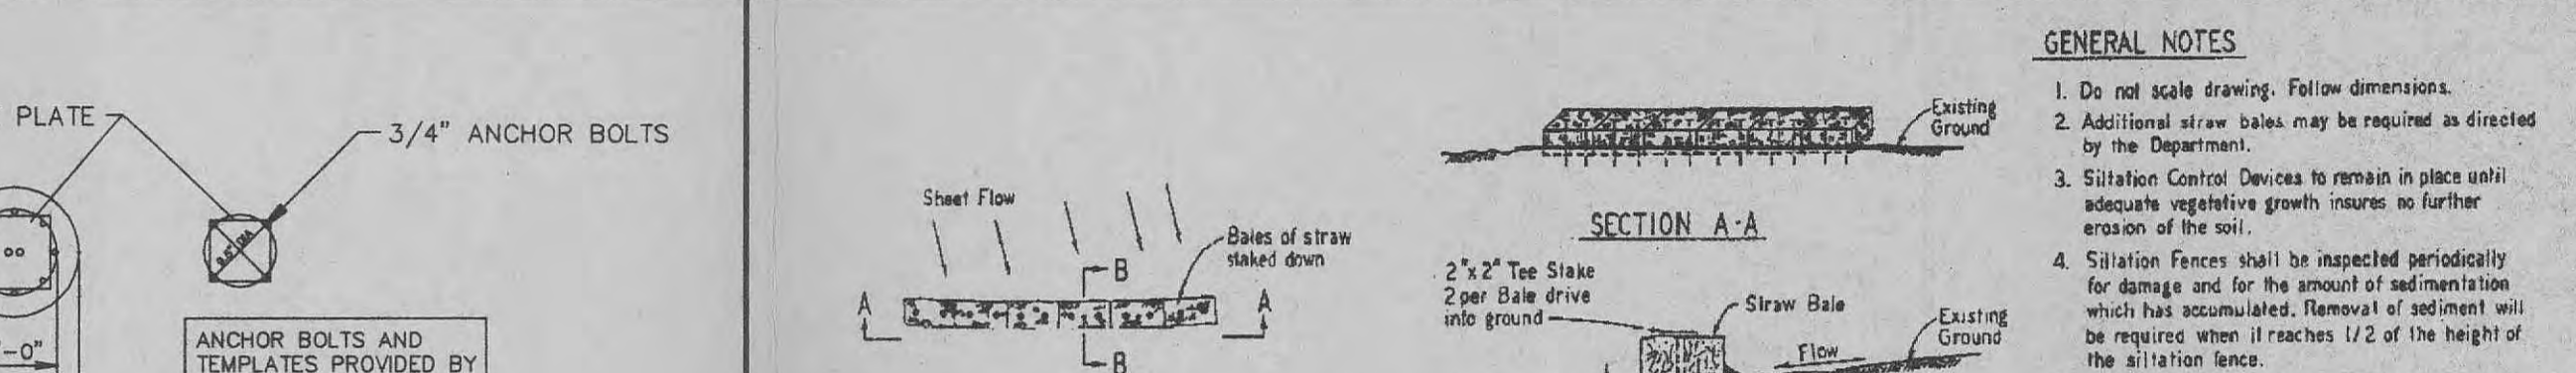 PLATE
3/4" ANCHOR BOLTS
ANCHOR BOLTS AND
TEMPLATES PROVIDED BY
-0"
Sheet Flow
Bales of straw
staked down
A
A
B
B
Existing
Ground
SECTION A-A
2"x 2" Tee Stake
2 per Bale drive
into ground
Straw Bale
Flow
Existing
Ground
GENERAL NOTES
1. Do not scale drawing. Follow dimensions.
2. Additional straw bales may be required as directed
by the Department.
3. Siltation Control Devices to remain in place until
adequate vegetative growth insures no further
erosion of the soil.
4. Siltation Fences shall be inspected periodically
for damage and for the amount of sedimentation
which has accumulated. Removal of sediment will
be required when it reaches 1/2 of the height of
the siltation fence.